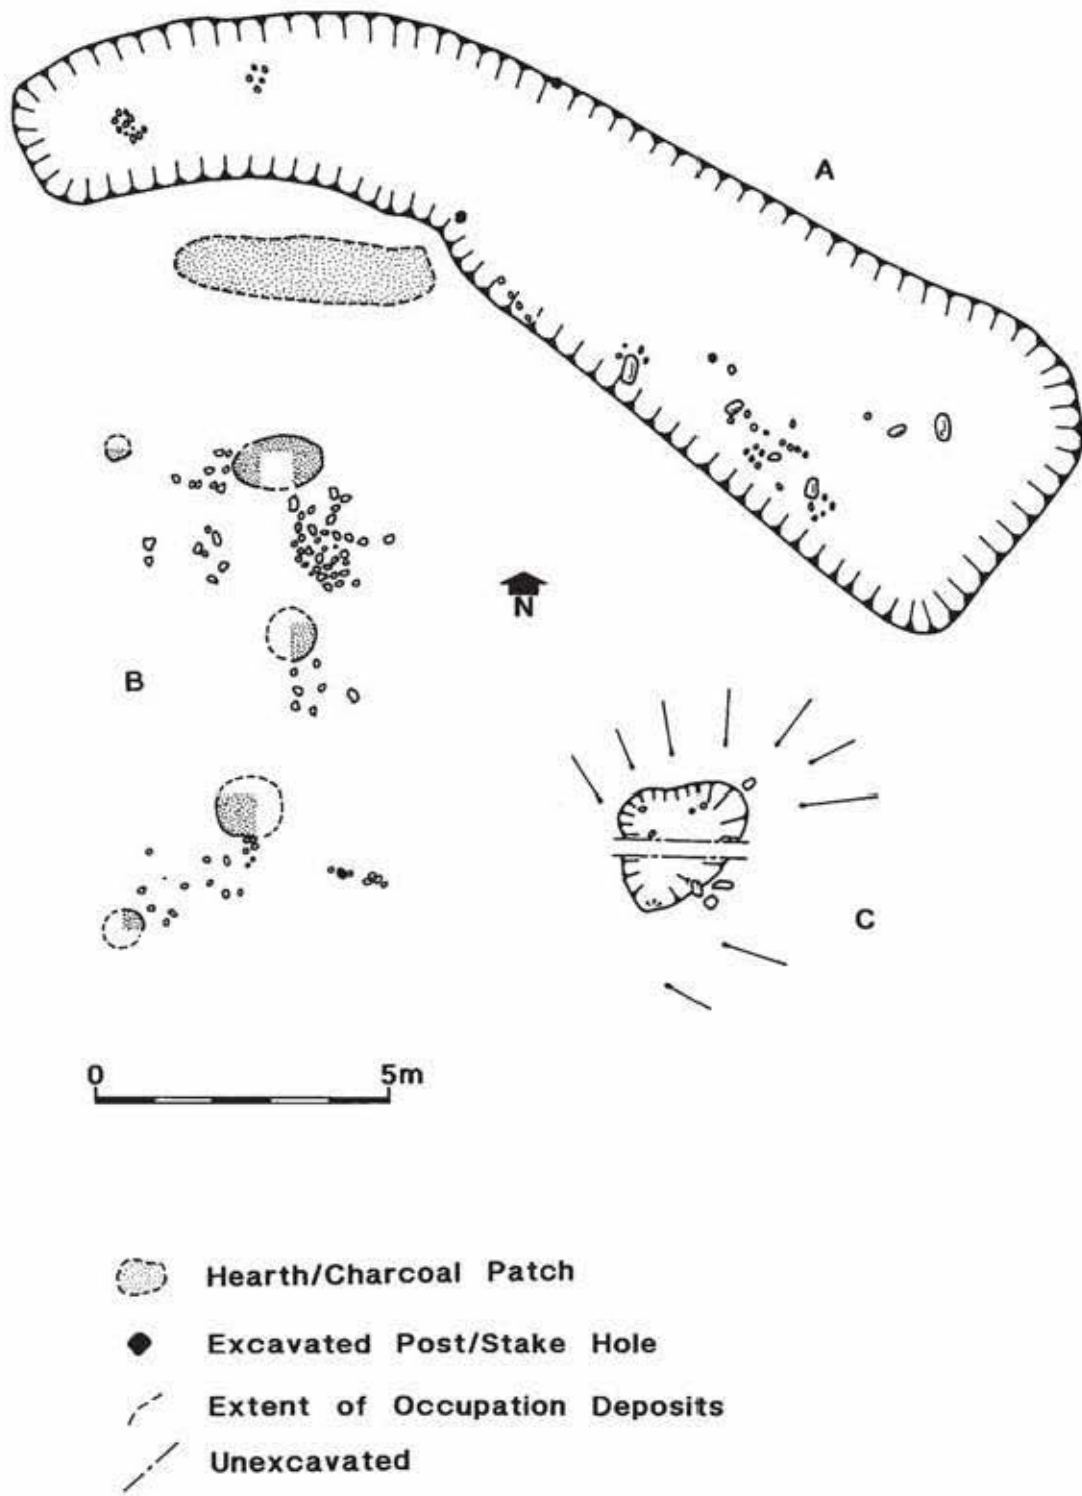 A
N
B
C
0 5m
Hearth/Charcoal Patch
Excavated Post/Stake Hole
Extent of Occupation Deposits
Unexcavated